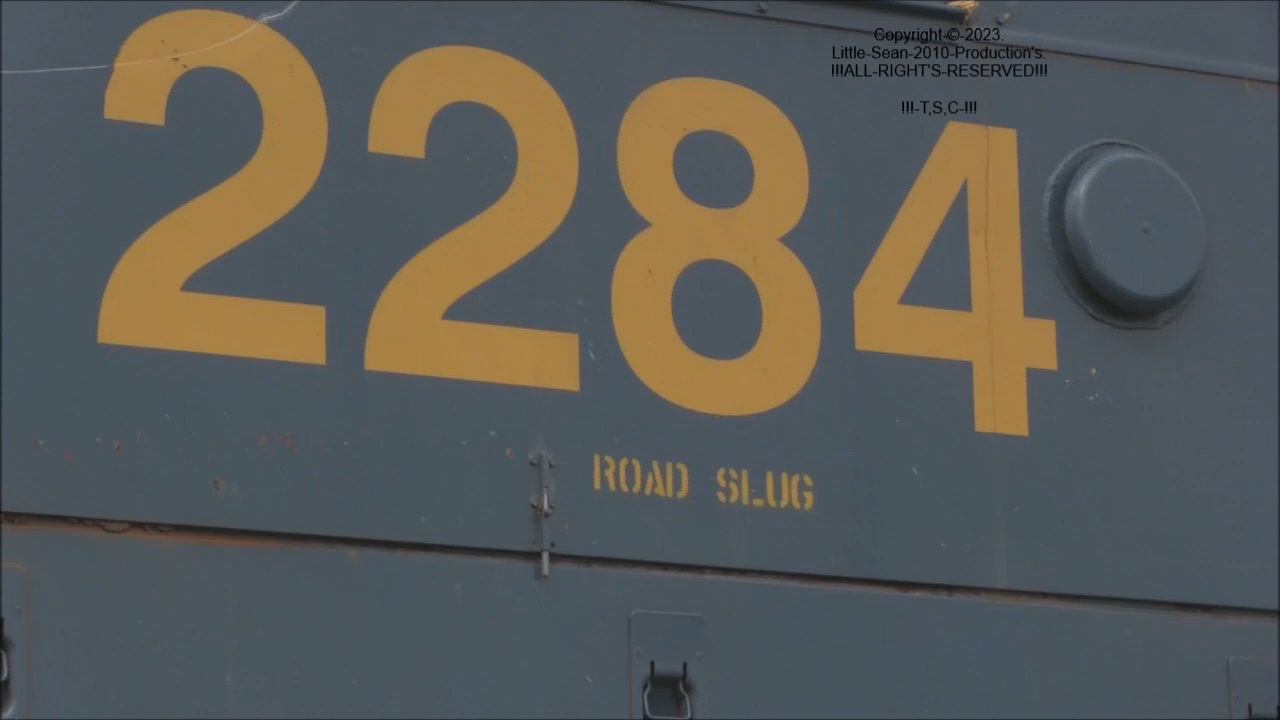 Copyright-©-2023.
Little-Sean-2010-Production's.
!!!ALL-RIGHT'S-RESERVED!!!
!!!-T,S,C-!!!
2284
ROAD SLUG